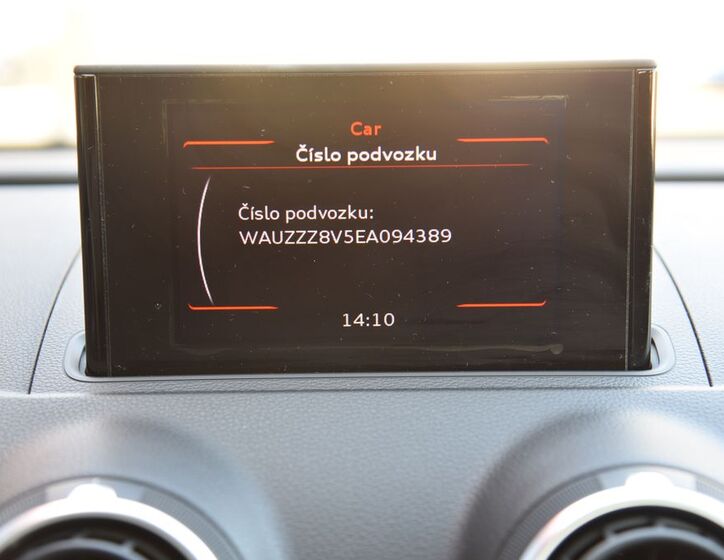 Car
Číslo podvozku
Číslo podvozku:
WAUZZZ8V5EA094389
14:10